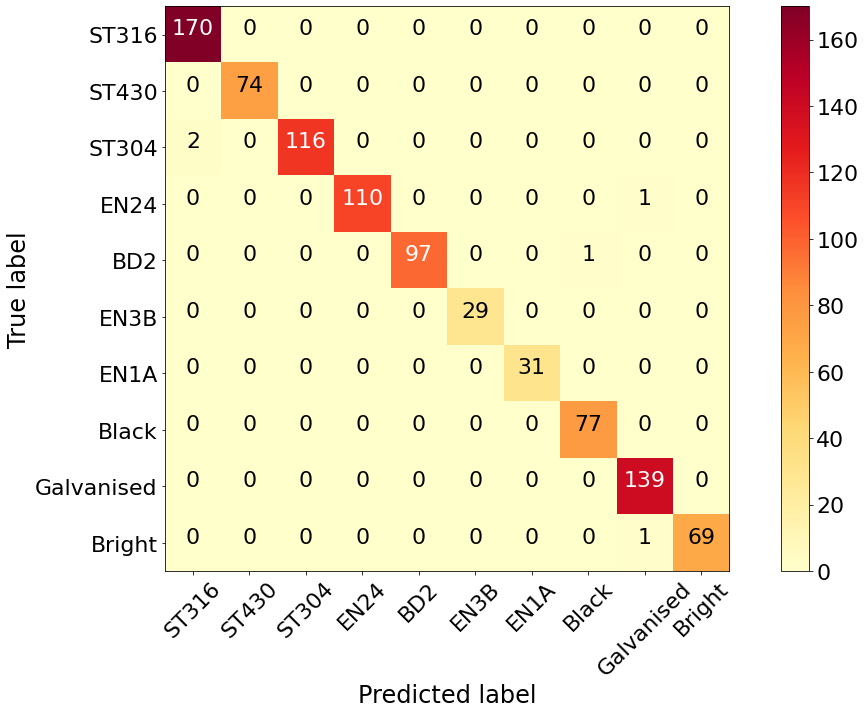 ST316 170 0 0 0 0 0 0 0 0 0
ST430 0 74 0 0 0 0 0 0 0 0
ST304 2 0 116 0 0 0 0 0 0 0
EN24 0 0 0 110 0 0 0 0 1 0
BD2 0 0 0 0 97 0 0 1 0 0
EN3B 0 0 0 0 0 29 0 0 0 0
EN1A 0 0 0 0 0 0 31 0 0 0
Black 0 0 0 0 0 0 0 77 0 0
Galvanised 0 0 0 0 0 0 0 0 139 0
Bright 0 0 0 0 0 0 0 0 1 69
ST316 ST430 ST304 EN24 BD2 EN3B EN1A Black Galvanised Bright
Predicted label
True label
160
140
120
100
80
60
40
20
0